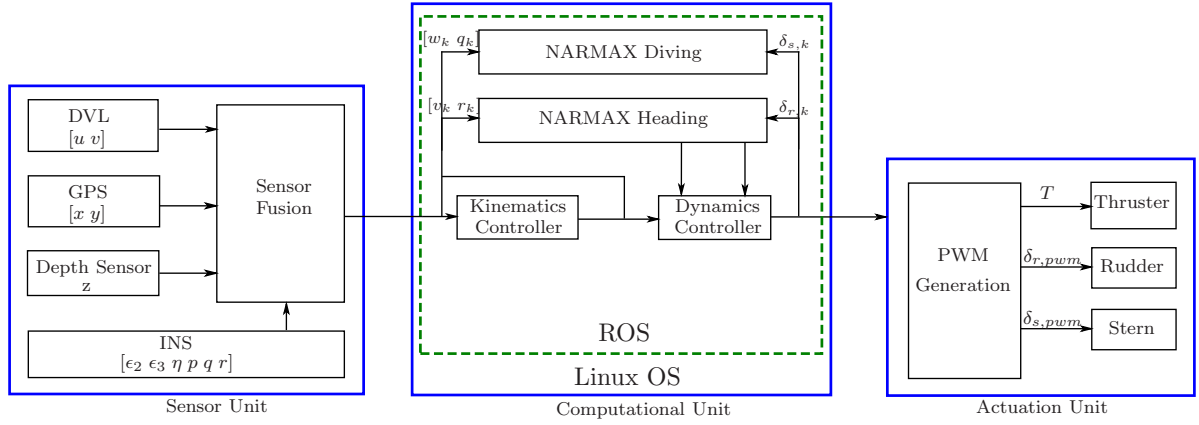 DVL
[u v]
GPS
[x y]
Depth Sensor
z
INS
[ϵ₂ ϵ₃ η p q r]
Sensor
Fusion
Sensor Unit
[wₖ qₖ]
NARMAX Diving
δₛ,ₖ
[vₖ rₖ]
NARMAX Heading
δᵣ,ₖ
Kinematics
Controller
Dynamics
Controller
ROS
Linux OS
Computational Unit
PWM
Generation
T
Thruster
δ_{r,pwm}
Rudder
δ_{s,pwm}
Stern
Actuation Unit